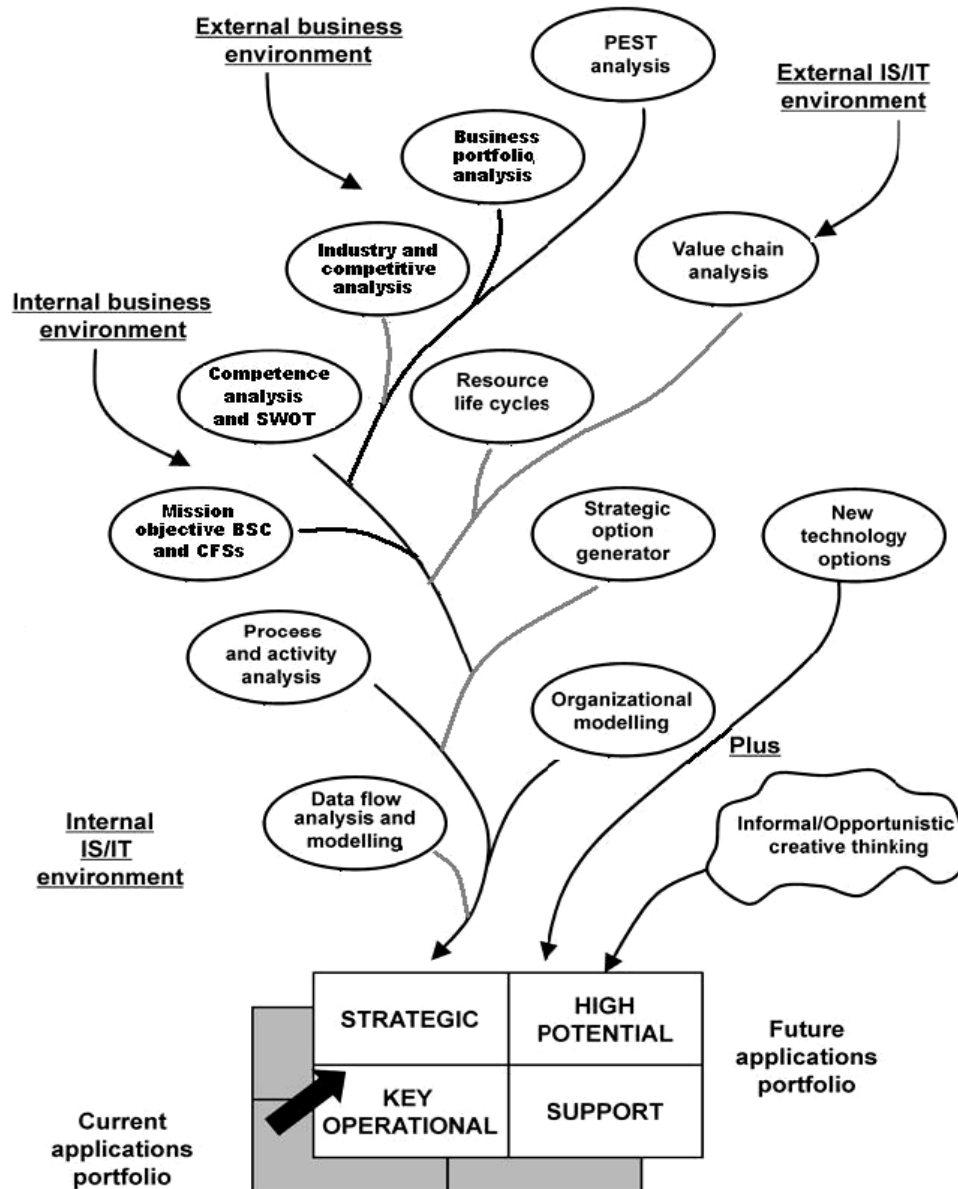 External business
environment
PEST
analysis
External IS/IT
environment
Business
portfolio
analysis
Industry and
competitive
analysis
Value chain
analysis
Internal business
environment
Competence
analysis
and SWOT
Resource
life cycles
Mission
objective BSC
and CFSs
Strategic
option
generator
New
technology
options
Process
and activity
analysis
Organizational
modelling
Plus
Data flow
analysis and
modelling
Internal
IS/IT
environment
Informal/Opportunistic
creative thinking
STRATEGIC
HIGH
POTENTIAL
KEY
OPERATIONAL
SUPPORT
Future
applications
portfolio
Current
applications
portfolio